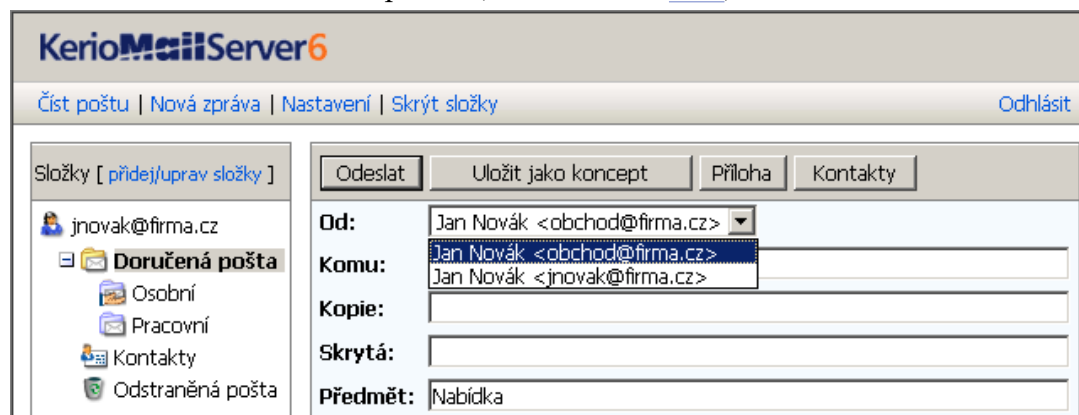 KerioMailServer6
Číst poštu | Nová zpráva | Nastavení | Skrýt složky Odhlásit
Složky [ přidej/uprav složky ]
jnovak@firma.cz
Doručená pošta
Osobní
Pracovní
Kontakty
Odstraněná pošta
Odeslat Uložit jako koncept Příloha Kontakty
Od: Jan Novák <obchod@firma.cz>
Jan Novák <obchod@firma.cz>
Jan Novák <jnovak@firma.cz>
Komu:
Kopie:
Skrytá:
Předmět: Nabídka